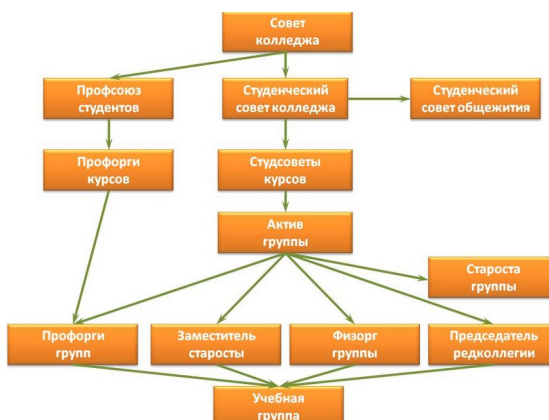 Совет
колледжа
Профсоюз
студентов
Студенческий
совет колледжа
Студенческий
совет общежития
Профорги
курсов
Студсоветы
курсов
Актив
группы
Староста
группы
Профорги
групп
Заместитель
старосты
Физорг
группы
Председатель
редколлегии
Учебная
группа